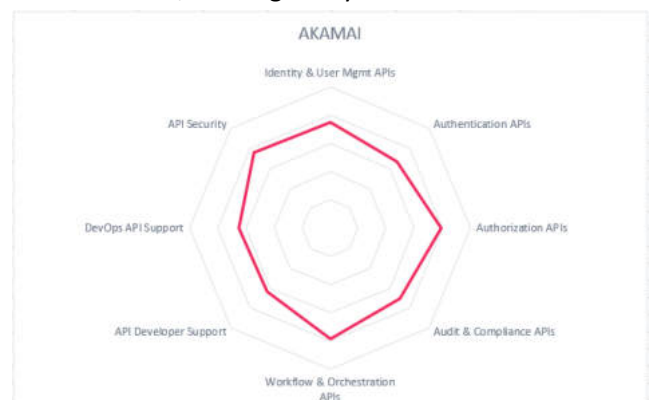 AKAMAI
Identity & User Mgmt APIs
API Security
Authentication APIs
DevOps API Support
Authorization APIs
API Developer Support
Audit & Compliance APIs
Workflow & Orchestration
APIs